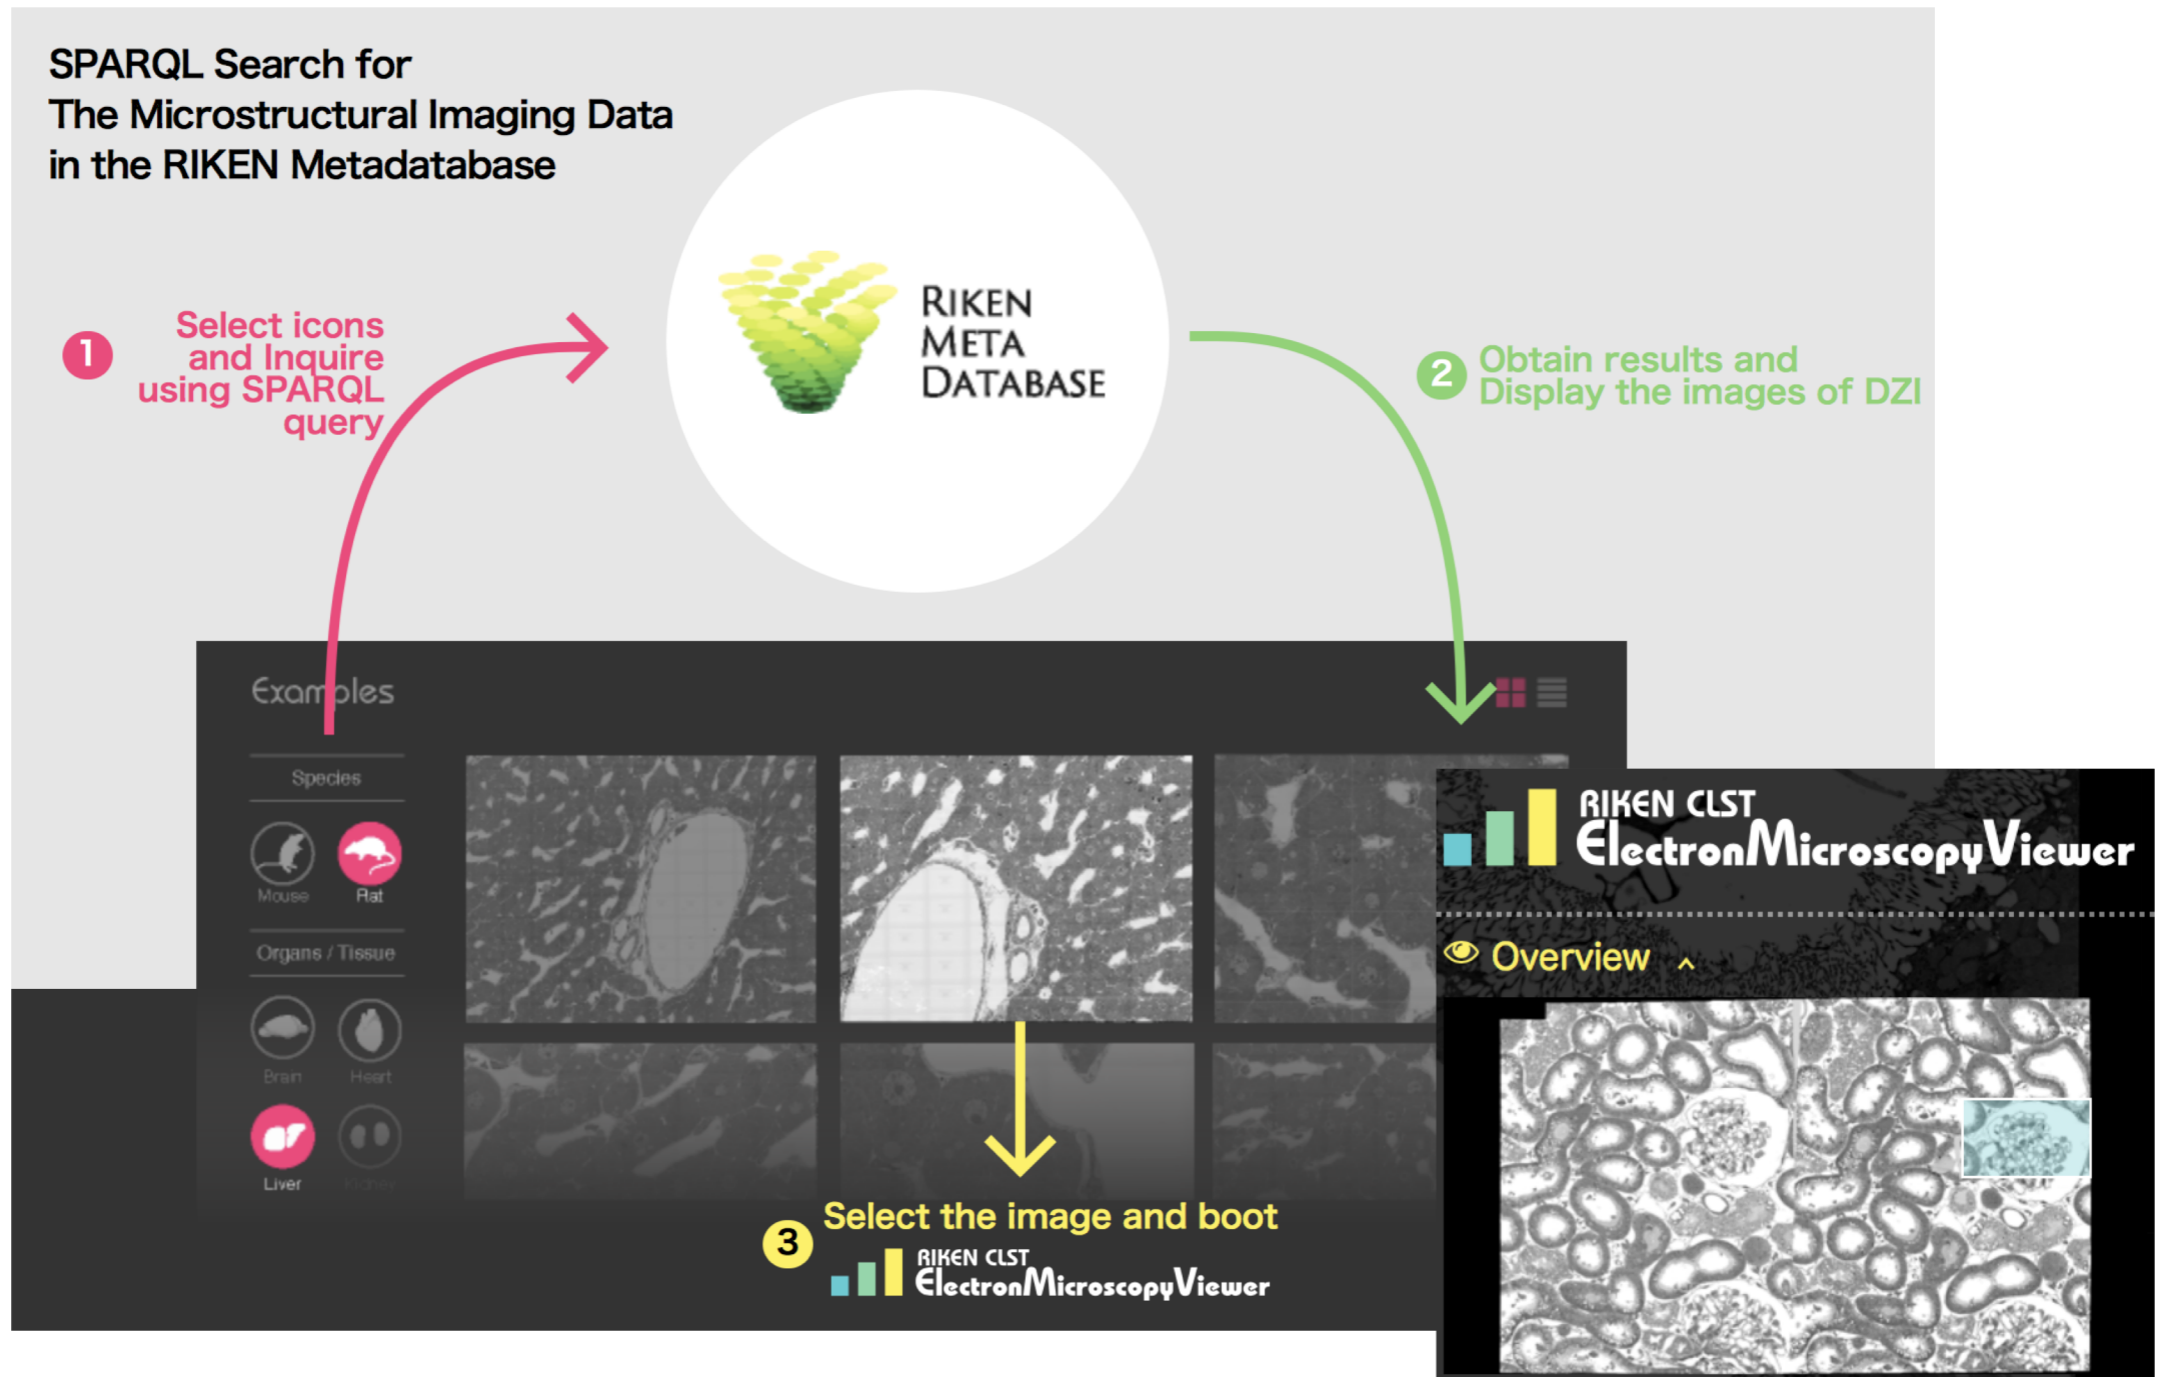 SPARQL Search for
The Microstructural Imaging Data
in the RIKEN Metadatabase
1
Select icons
and Inquire
using SPARQL
query
RIKEN
META
DATABASE
2
Obtain results and
Display the images of DZI
Examples
Species
Mouse
Rat
Organs / Tissue
Brain
Heart
Liver
Kidney
3
Select the image and boot
RIKEN CLST
ElectronMicroscopyViewer
RIKEN CLST
ElectronMicroscopyViewer
Overview